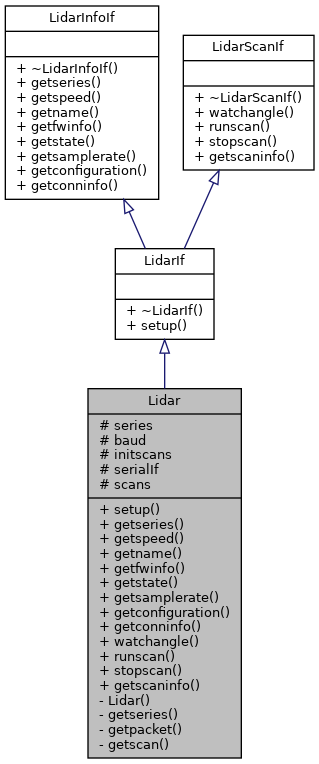 LidarInfoIf
+ ~LidarInfoIf()
+ getseries()
+ getspeed()
+ getname()
+ getfwinfo()
+ getstate()
+ getsamplerate()
+ getconfiguration()
+ getconninfo()
LidarScanIf
+ ~LidarScanIf()
+ watchangle()
+ runscan()
+ stopscan()
+ getscaninfo()
LidarIf
+ ~LidarIf()
+ setup()
Lidar
# series
# baud
# initscans
# serialIf
# scans
+ setup()
+ getseries()
+ getspeed()
+ getname()
+ getfwinfo()
+ getstate()
+ getsamplerate()
+ getconfiguration()
+ getconninfo()
+ watchangle()
+ runscan()
+ stopscan()
+ getscaninfo()
- Lidar()
- getseries()
- getpacket()
- getscan()